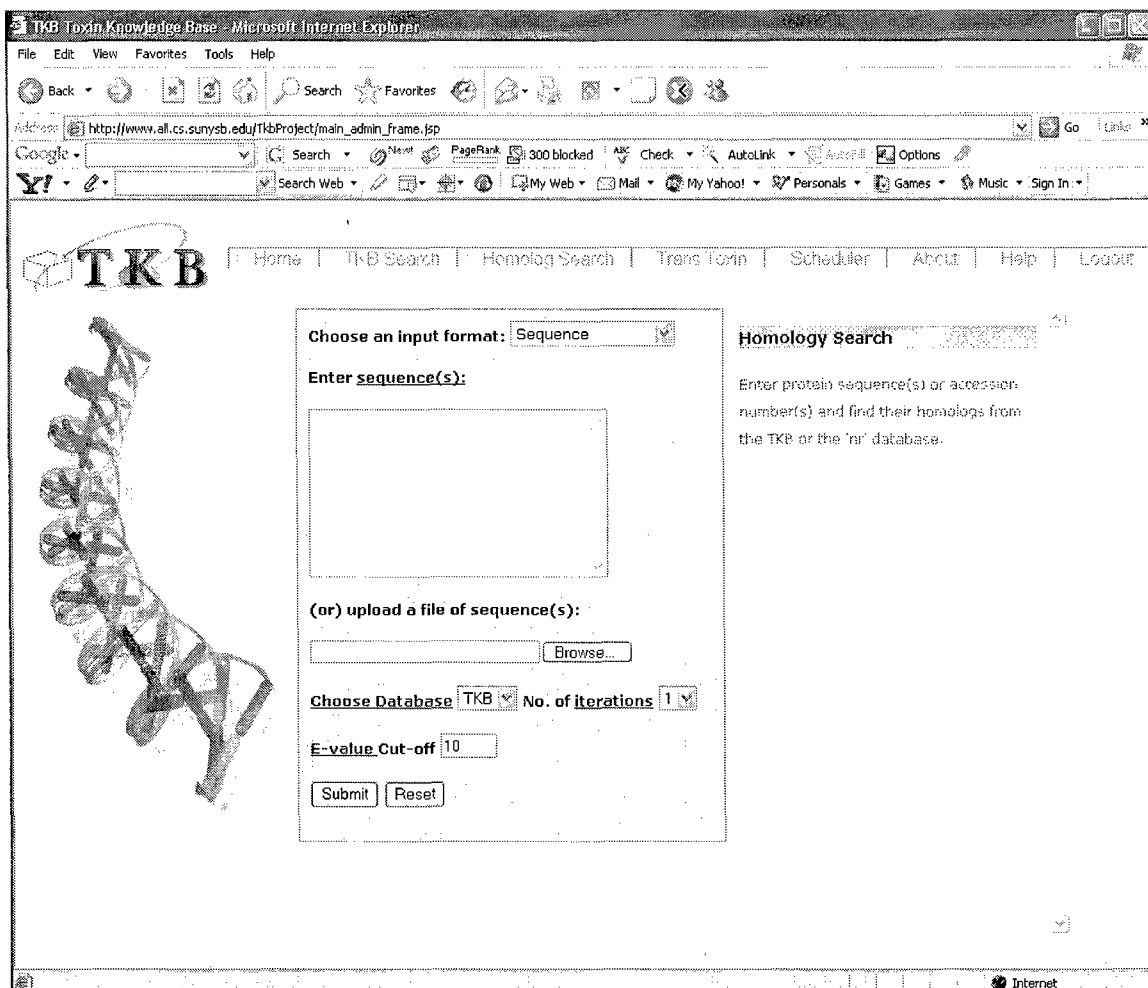 TKB Toxin Knowledge Base - Microsoft Internet Explorer
File Edit View Favorites Tools Help
Back Search Favorites
Address http://www.all.cs.sunysb.edu/TkbProject/main_admin_frame.jsp Go Links »
Google Search New! PageRank 300 blocked ABC Check AutoLink AutoFill Options
Y! Search Web My Web Mail My Yahoo! Personals Games Music Sign In
TKB
Home | TKB Search | Homolog Search | Trans Toxin | Scheduler | About | Help | Logout
Choose an input format: Sequence
Homology Search
Enter sequence(s):
Enter protein sequence(s) or accession
number(s) and find their homologs from
the TKB or the 'nr' database.
(or) upload a file of sequence(s):
Browse...
Choose Database TKB No. of iterations 1
E-value Cut-off 10
Submit Reset
Internet